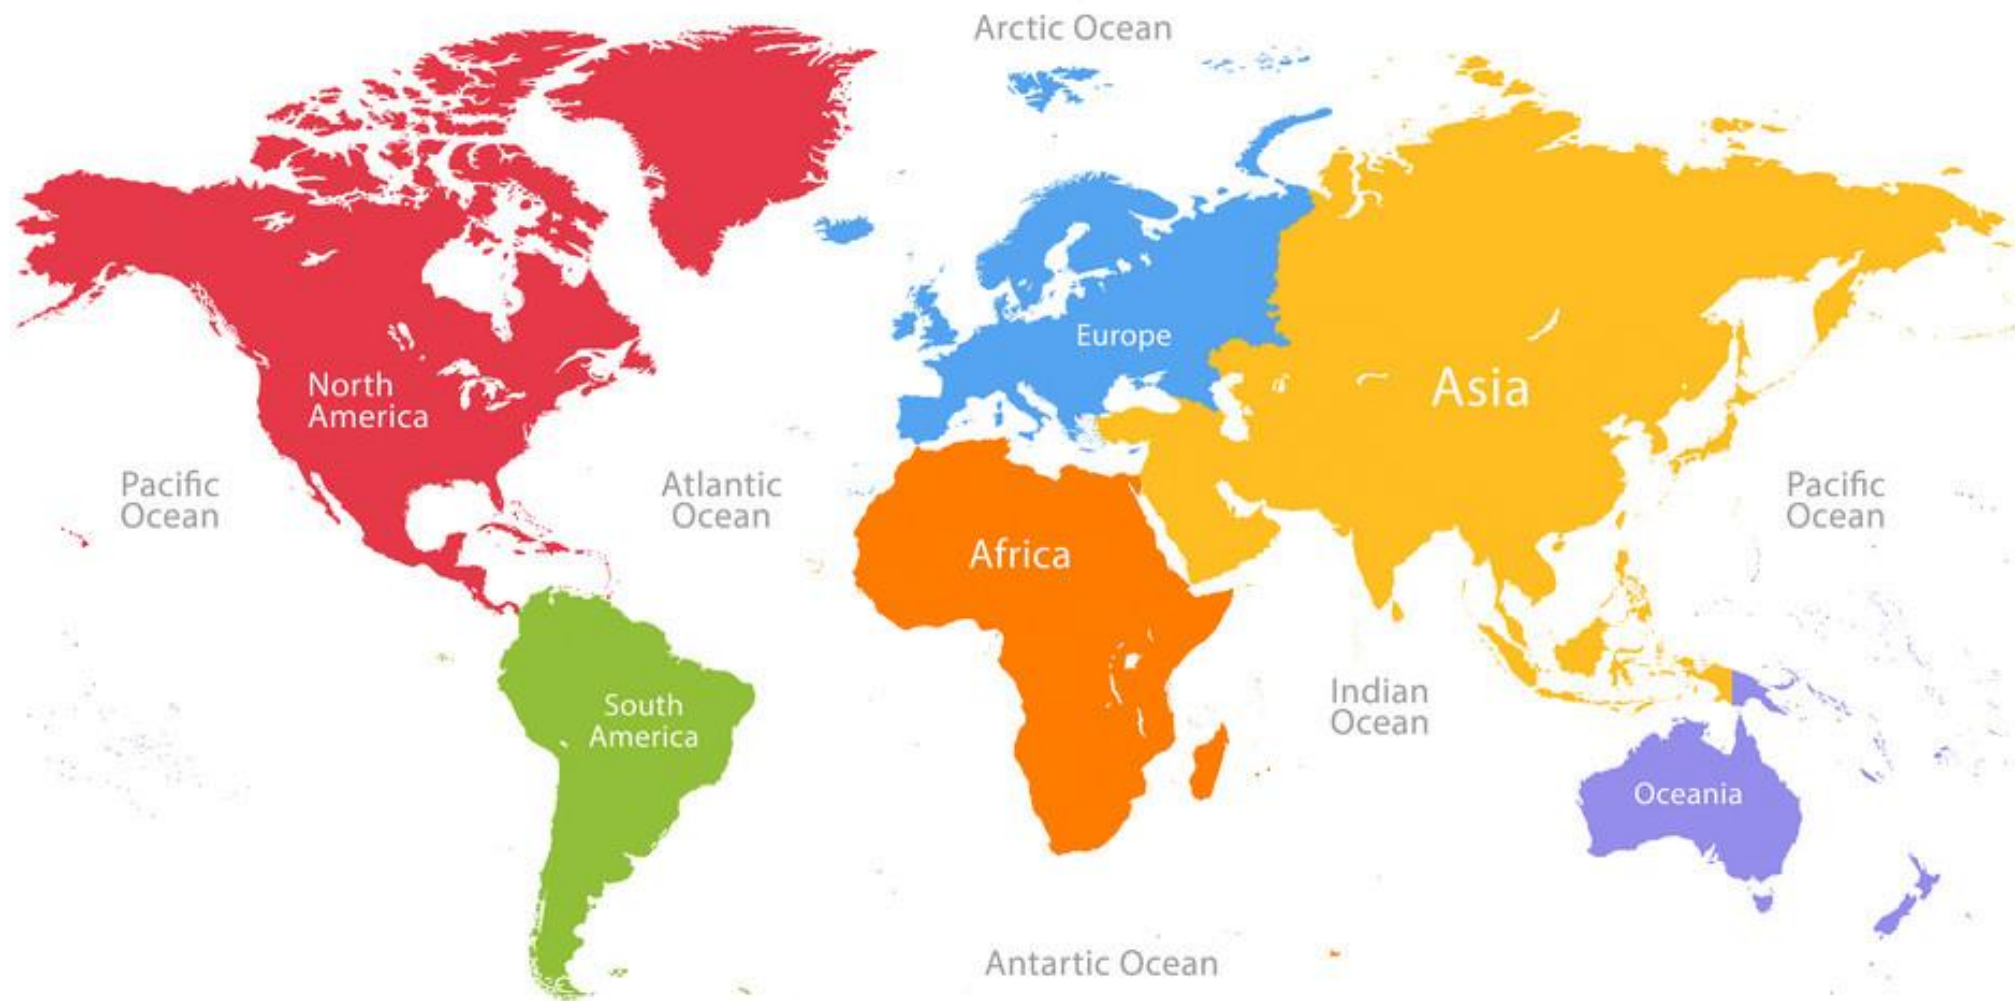 Arctic Ocean
Europe
North
America
Asia
Pacific
Ocean
Atlantic
Ocean
Pacific
Ocean
Africa
South
America
Indian
Ocean
Oceania
Antartic Ocean